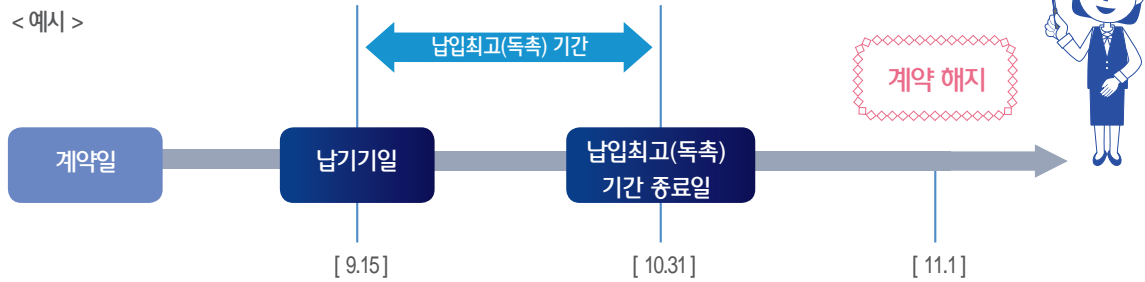 < 예시 >
납입최고(독촉) 기간
계약 해지
계약일
납기기일
납입최고(독촉)
기간 종료일
[ 9.15 ]
[ 10.31 ]
[ 11.1 ]